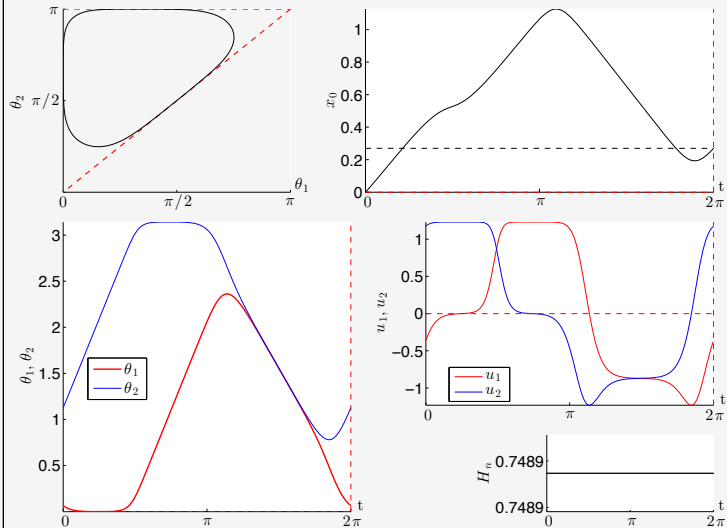 π
θ₂ π/2
θ₁
0 π/2 π
1
0.8
x₀ 0.6
0.4
0.2
0
t
0 π 2π
3
2.5
2
θ₁, θ₂ 1.5
1
0.5
θ₁
θ₂
t
0 π 2π
1
0.5
u₁, u₂ 0
−0.5
−1
u₁
u₂
t
0 π 2π
0.7489
Hₙ
0.7489
t
0 π 2π